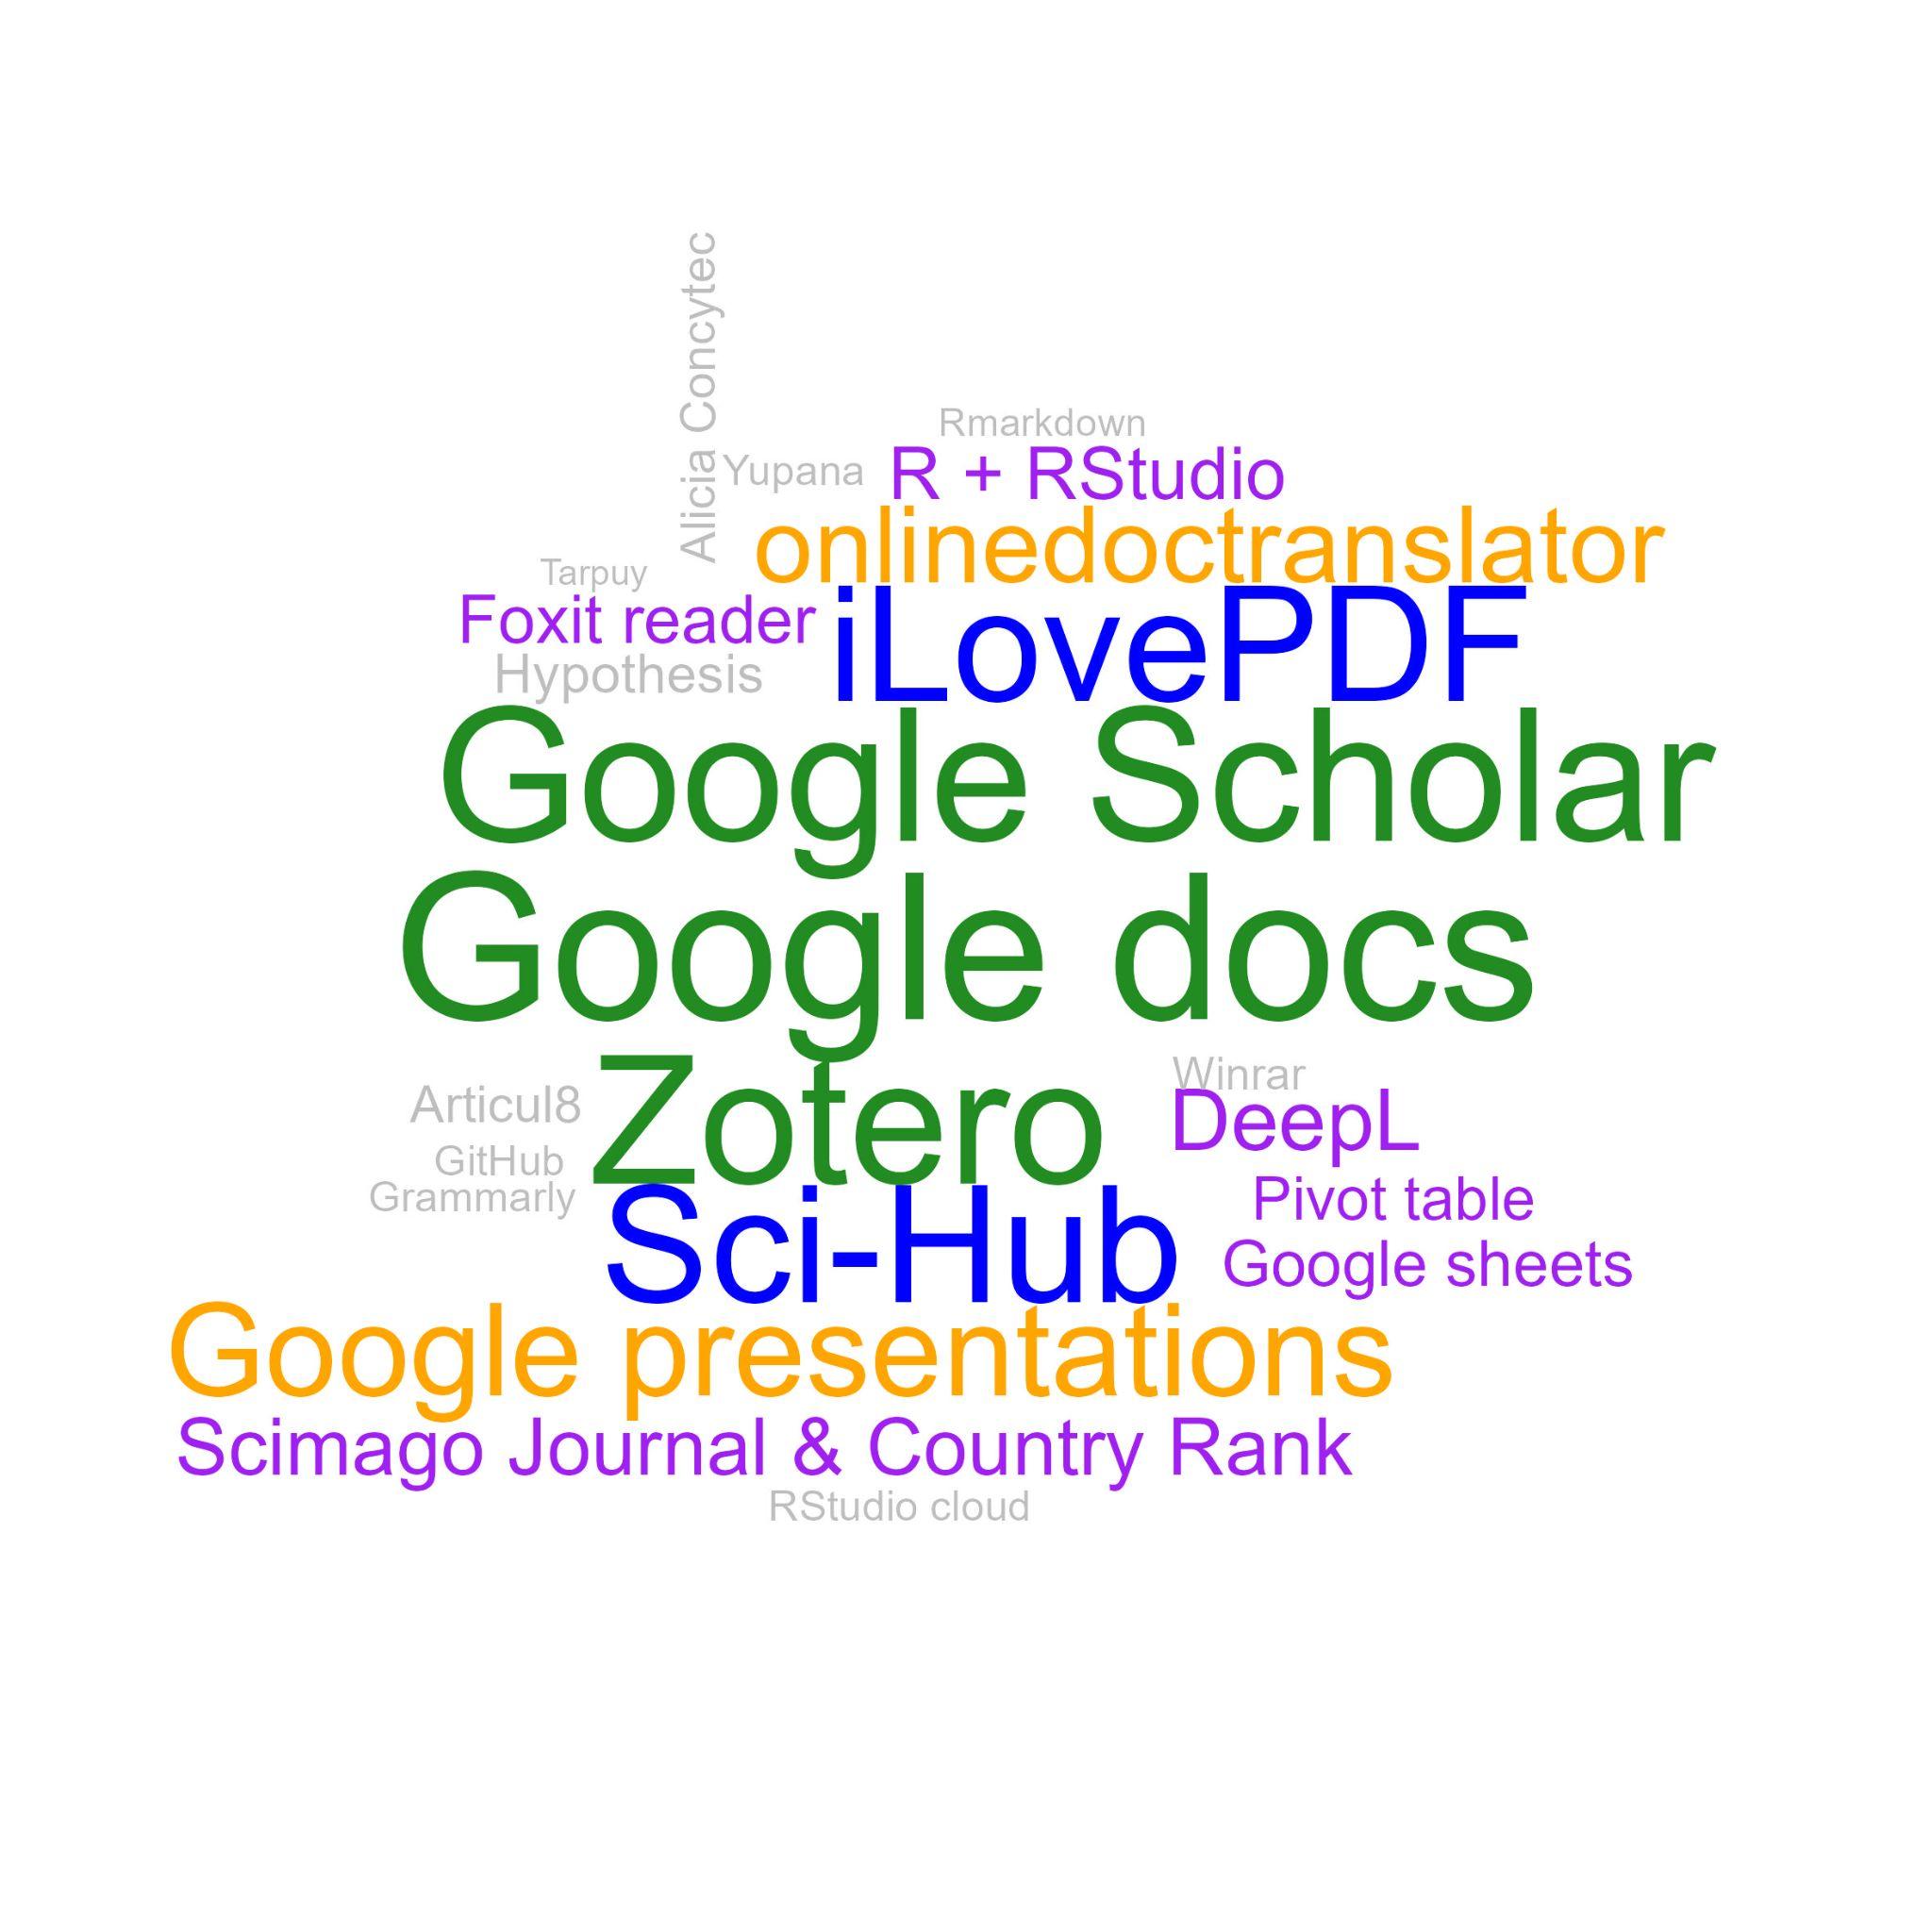 Alicia Concytec
Rmarkdown
Yupana
R + RStudio
onlinedoctranslator
Tarpuy
Foxit reader
iLovePDF
Hypothesis
Google Scholar
Google docs
Zotero
Winrar
Articul8
DeepL
GitHub
Pivot table
Grammarly
Sci-Hub
Google sheets
Google presentations
Scimago Journal & Country Rank
RStudio cloud